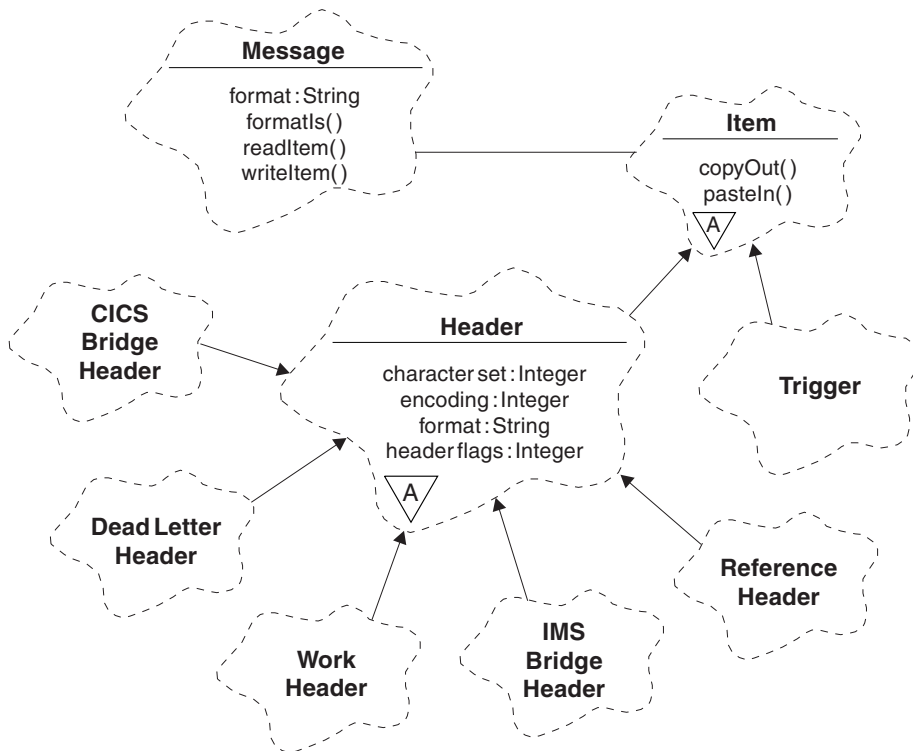 Message
format:String
formatIs()
readItem()
writeItem()
Item
copyOut()
pasteIn()
A
CICS
Bridge
Header
Header
character set:Integer
encoding:Integer
format:String
header flags:Integer
A
Trigger
Dead Letter
Header
Work
Header
IMS
Bridge
Header
Reference
Header